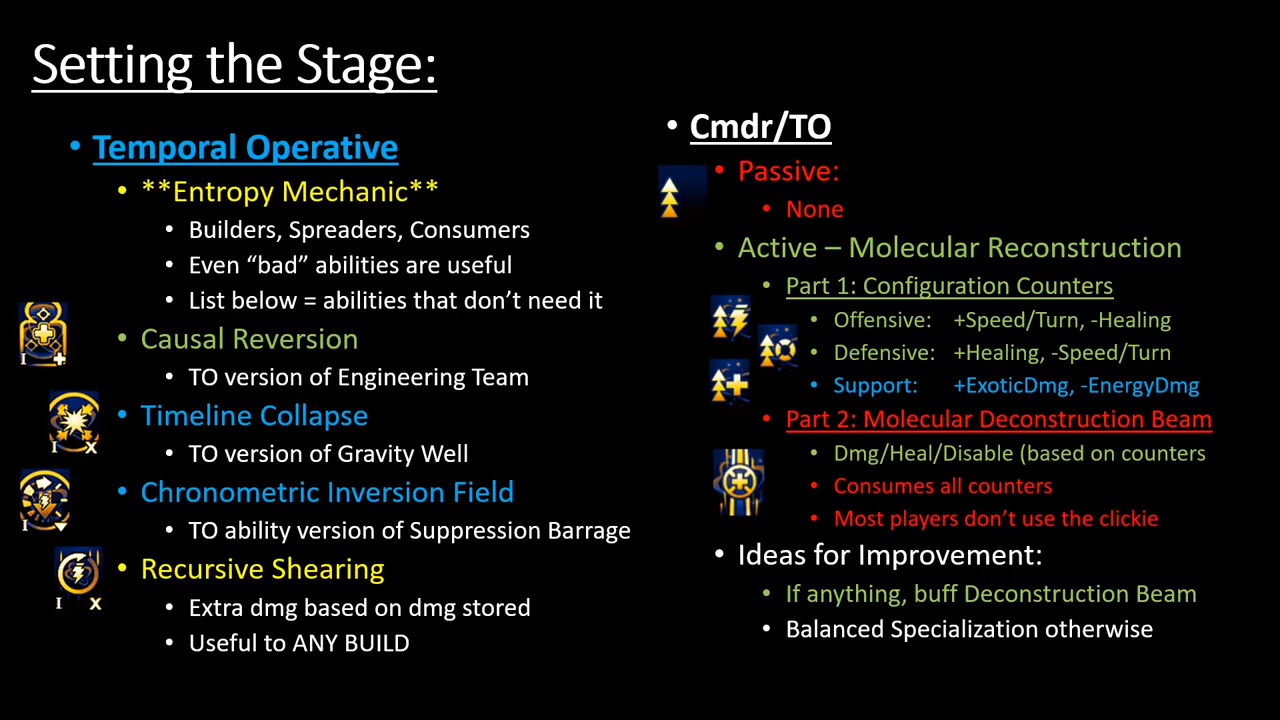 Setting the Stage:
• Temporal Operative
• **Entropy Mechanic**
• Builders, Spreaders, Consumers
• Even “bad” abilities are useful
• List below = abilities that don’t need it
• Causal Reversion
• TO version of Engineering Team
• Timeline Collapse
• TO version of Gravity Well
• Chronometric Inversion Field
• TO ability version of Suppression Barrage
• Recursive Shearing
• Extra dmg based on dmg stored
• Useful to ANY BUILD
I
I X
I
I X
• Cmdr/TO
• Passive:
• None
• Active – Molecular Reconstruction
• Part 1: Configuration Counters
• Offensive: +Speed/Turn, -Healing
• Defensive: +Healing, -Speed/Turn
• Support: +ExoticDmg, -EnergyDmg
• Part 2: Molecular Deconstruction Beam
• Dmg/Heal/Disable (based on counters
• Consumes all counters
• Most players don’t use the clickie
• Ideas for Improvement:
• If anything, buff Deconstruction Beam
• Balanced Specialization otherwise